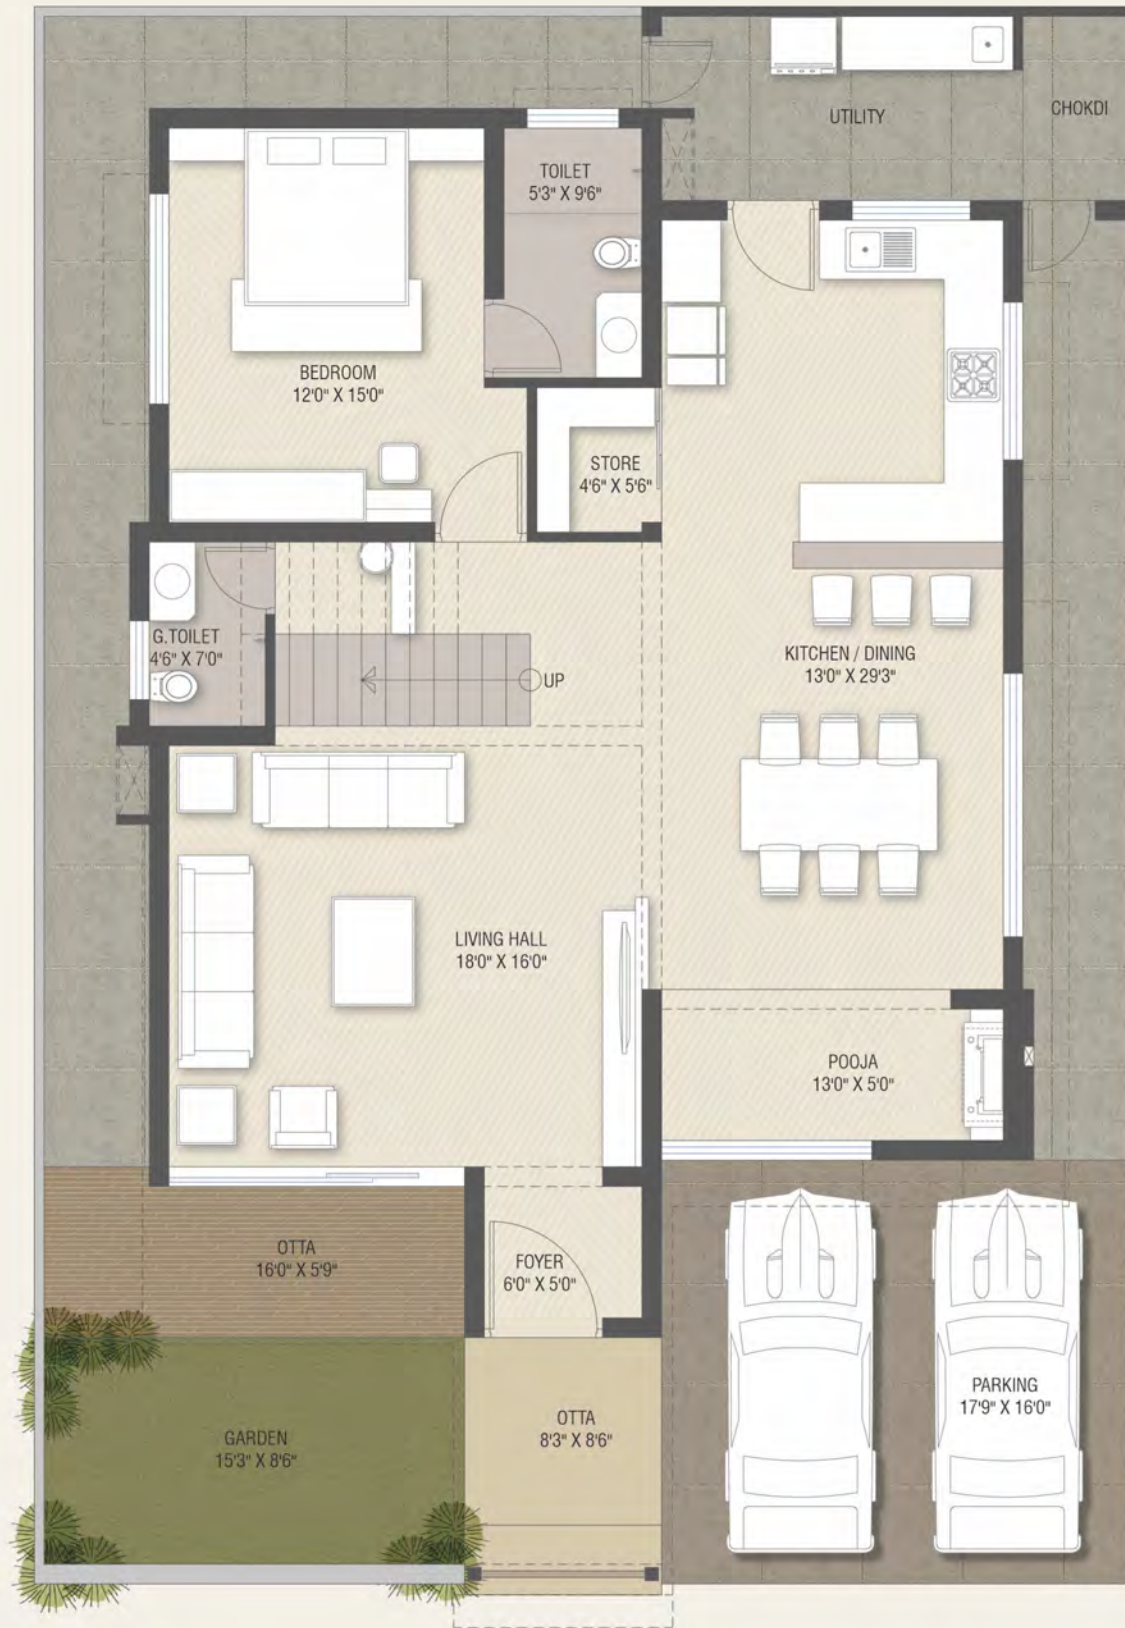 UTILITY
CHOKDI
TOILET
5'3" X 9'6"
BEDROOM
12'0" X 15'0"
STORE
4'6" X 5'6"
G.TOILET
4'6" X 7'0"
UP
KITCHEN / DINING
13'0" X 29'3"
LIVING HALL
18'0" X 16'0"
POOJA
13'0" X 5'0"
OTTA
16'0" X 5'9"
FOYER
6'0" X 5'0"
PARKING
17'9" X 16'0"
OTTA
8'3" X 8'6"
GARDEN
15'3" X 8'6"